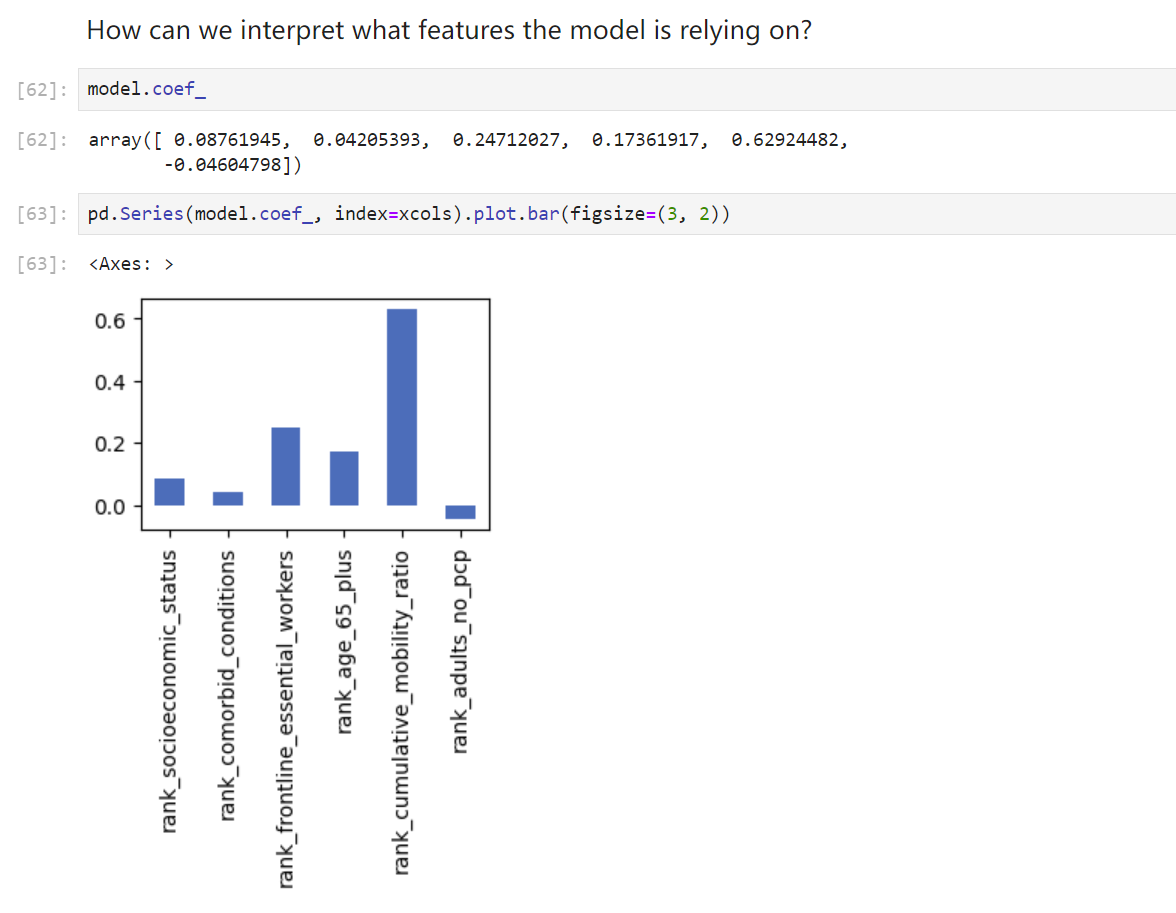 How can we interpret what features the model is relying on?
[62]: model.coef_
[62]: array([ 0.08761945,  0.04205393,  0.24712027,  0.17361917,  0.62924482,
-0.04604798])
[63]: pd.Series(model.coef_, index=xcols).plot.bar(figsize=(3, 2))
[63]: <Axes: >
0.6
0.4
0.2
0.0
rank_socioeconomic_status
rank_comorbid_conditions
rank_frontline_essential_workers
rank_age_65_plus
rank_cumulative_mobility_ratio
rank_adults_no_pcp